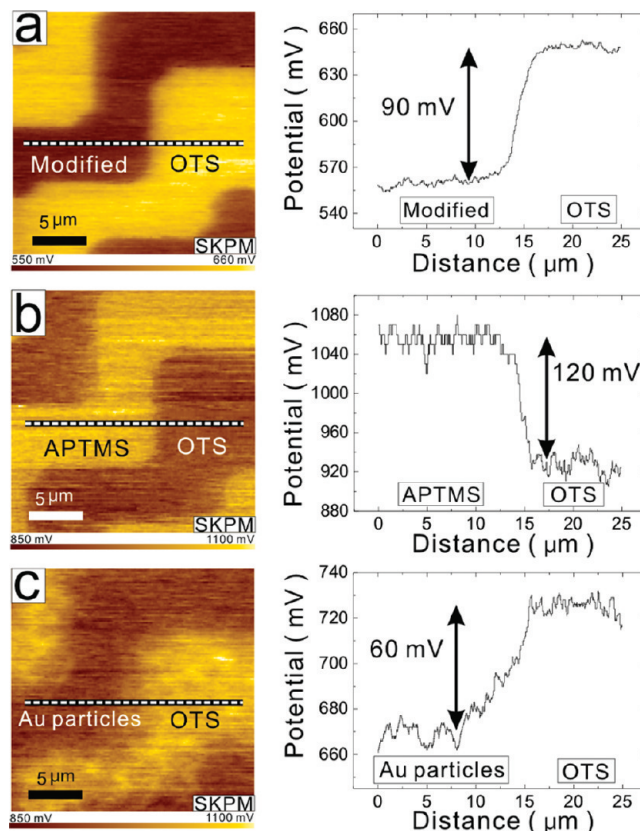 a
Modified
OTS
5 μm
SKPM
550 mV
660 mV
Potential ( mV )
660
630
600
570
540
90 mV
Modified
OTS
0
5
10
15
20
25
Distance ( μm )
b
APTMS
OTS
5 μm
SKPM
850 mV
1100 mV
Potential ( mV )
1080
1040
1000
960
920
880
120 mV
APTMS
OTS
0
5
10
15
20
25
Distance ( μm )
c
Au particles
OTS
5 μm
SKPM
850 mV
1100 mV
Potential ( mV )
720
690
660
60 mV
Au particles
OTS
0
5
10
15
20
25
Distance ( μm )